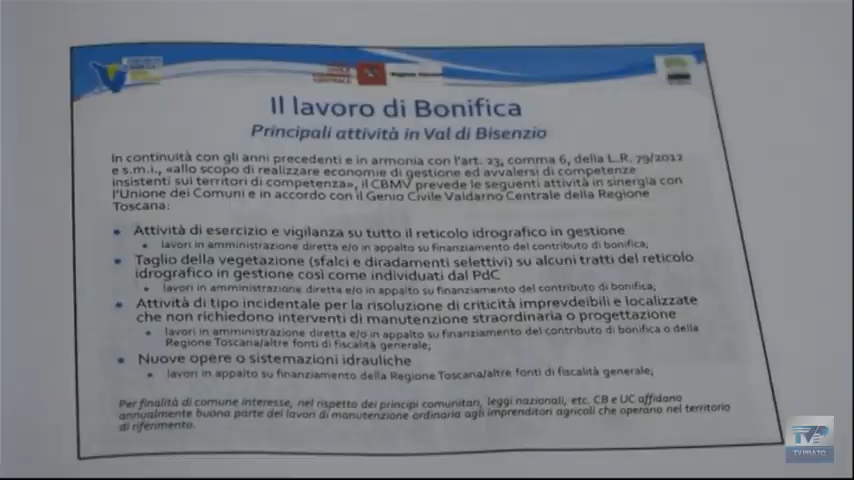 Il lavoro di Bonifica
Principali attività in Val di Bisenzio
In continuità con gli anni precedenti e in armonia con l'art. 23, comma 6, della L.R. 79/2012
e s.m.i., «allo scopo di realizzare economie di gestione ed avvalersi di competenze
insistenti sui territori di competenza», il CBMV prevede le seguenti attività in sinergia con
l'Unione dei Comuni e in accordo con il Genio Civile Valdarno Centrale della Regione
Toscana:
• Attività di esercizio e vigilanza su tutto il reticolo idrografico in gestione
• lavori in amministrazione diretta e/o in appalto su finanziamento del contributo di bonifica;
• Taglio della vegetazione (sfalci e diradamenti selettivi) su alcuni tratti del reticolo
idrografico in gestione così come individuati dal PdC
• lavori in amministrazione diretta e/o in appalto su finanziamento del contributo di bonifica;
• Attività di tipo incidentale per la risoluzione di criticità imprevdeibili e localizzate
che non richiedono interventi di manutenzione straordinaria o progettazione
• lavori in amministrazione diretta e/o in appalto su finanziamento del contributo di bonifica o della
Regione Toscana/altre fonti di fiscalità generale;
• Nuove opere o sistemazioni idrauliche
• lavori in appalto su finanziamento della Regione Toscana/altre fonti di fiscalità generale;
Per finalità di comune interesse, nel rispetto dei principi comunitari, leggi nazionali, etc. CB e UC affidano
annualmente buona parte dei lavori di manutenzione ordinaria agli imprenditori agricoli che operano nel territorio
di riferimento.
TVP
TV PRATO